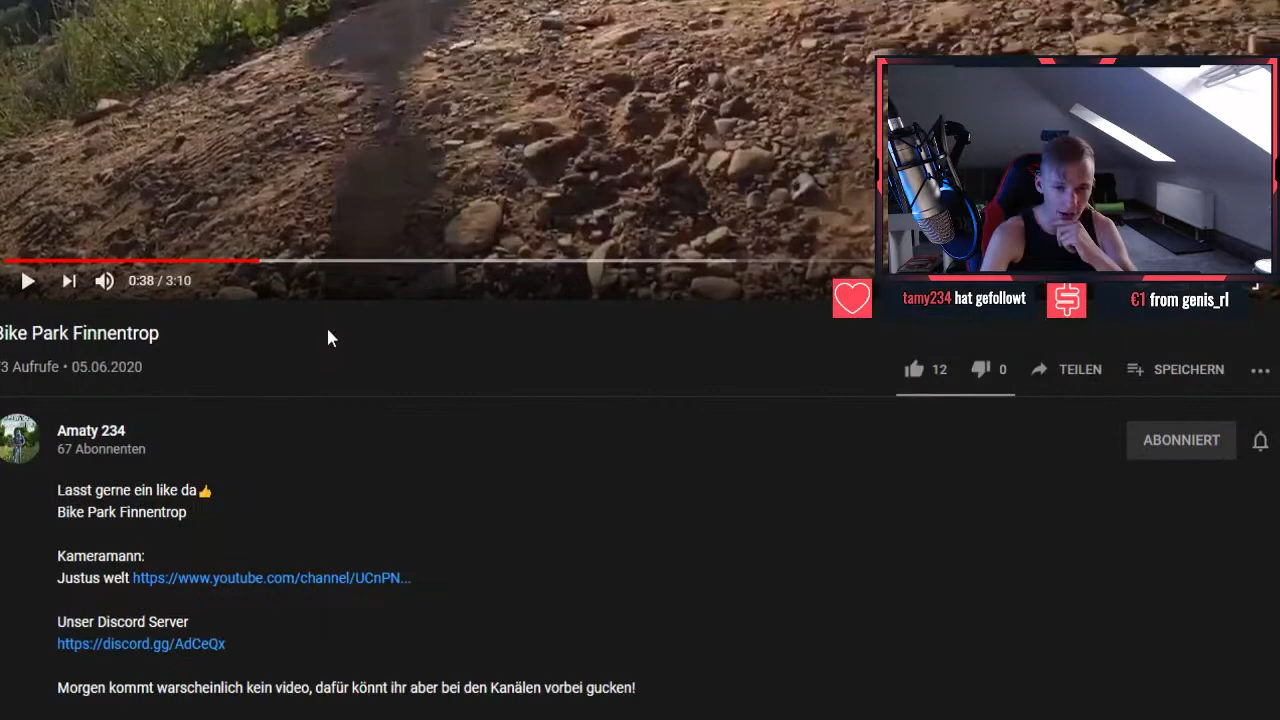 0:38 / 3:10
tamy234 hat gefollowt
€1 from genis_rl
Bike Park Finnentrop
3 Aufrufe • 05.06.2020
12
0
TEILEN
SPEICHERN
Amaty 234
67 Abonnenten
ABONNIERT
Lasst gerne ein like da👍
Bike Park Finnentrop
Kameramann:
Justus welt https://www.youtube.com/channel/UCnPN...
Unser Discord Server
https://discord.gg/AdCeQx
Morgen kommt warscheinlich kein video, dafür könnt ihr aber bei den Kanälen vorbei gucken!